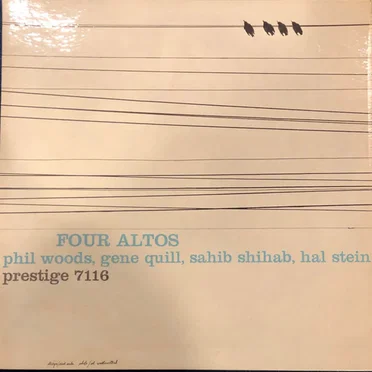 FOUR ALTOS
phil woods, gene quill, sahib shihab, hal stein
prestige 7116